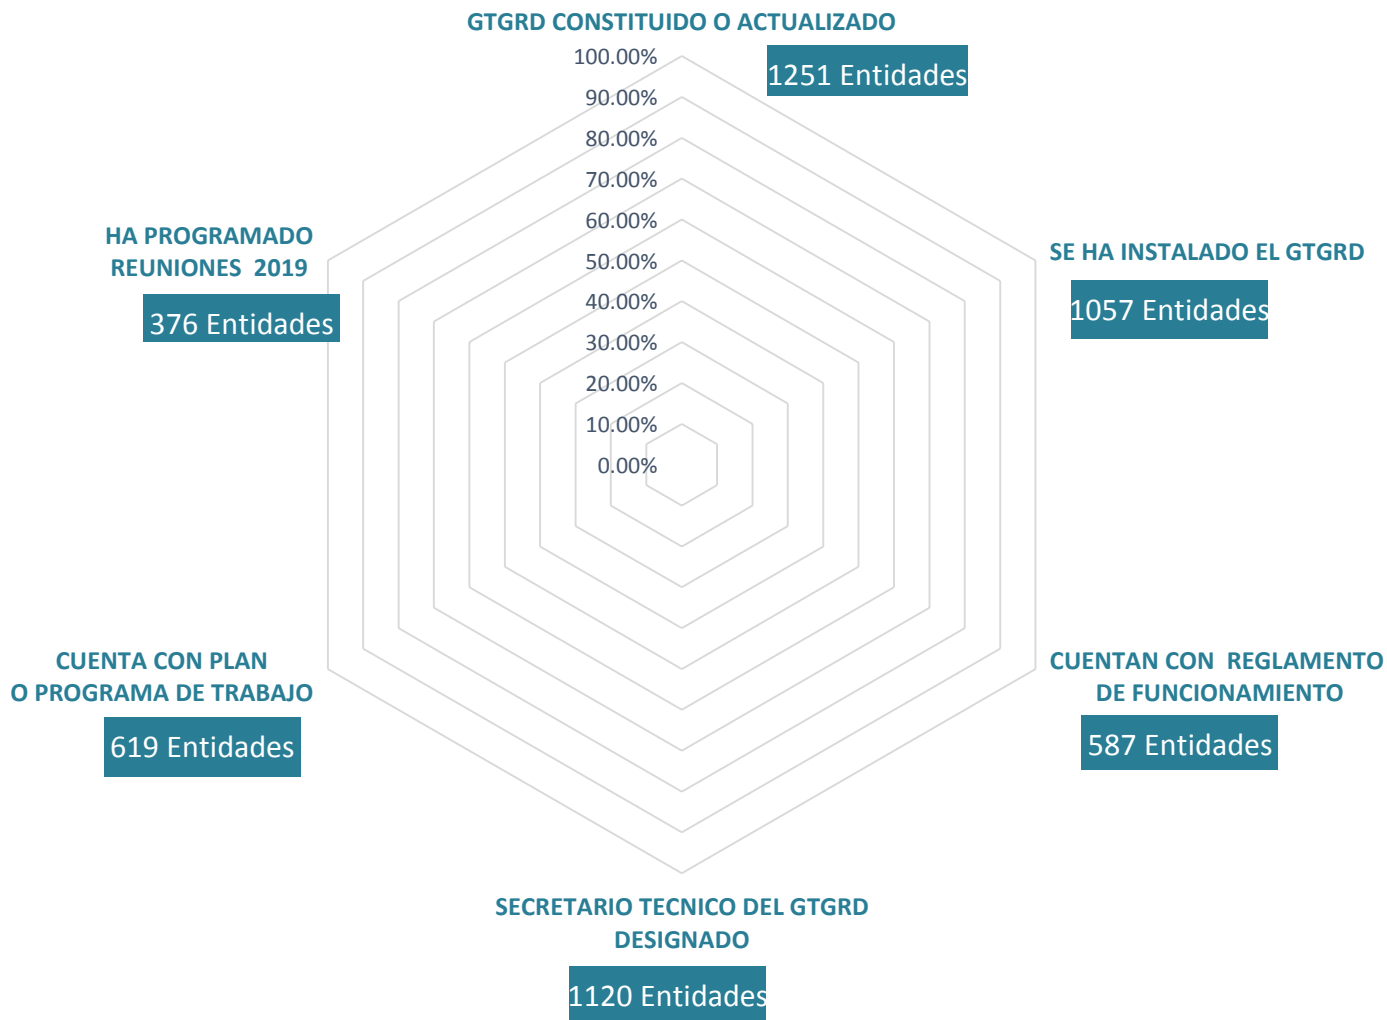 GTGRD CONSTITUIDO O ACTUALIZADO
1251 Entidades
100.00%
90.00%
80.00%
70.00%
60.00%
50.00%
40.00%
30.00%
20.00%
10.00%
0.00%
HA PROGRAMADO
REUNIONES 2019
376 Entidades
SE HA INSTALADO EL GTGRD
1057 Entidades
CUENTA CON PLAN
O PROGRAMA DE TRABAJO
619 Entidades
CUENTAN CON REGLAMENTO
DE FUNCIONAMIENTO
587 Entidades
SECRETARIO TECNICO DEL GTGRD
DESIGNADO
1120 Entidades